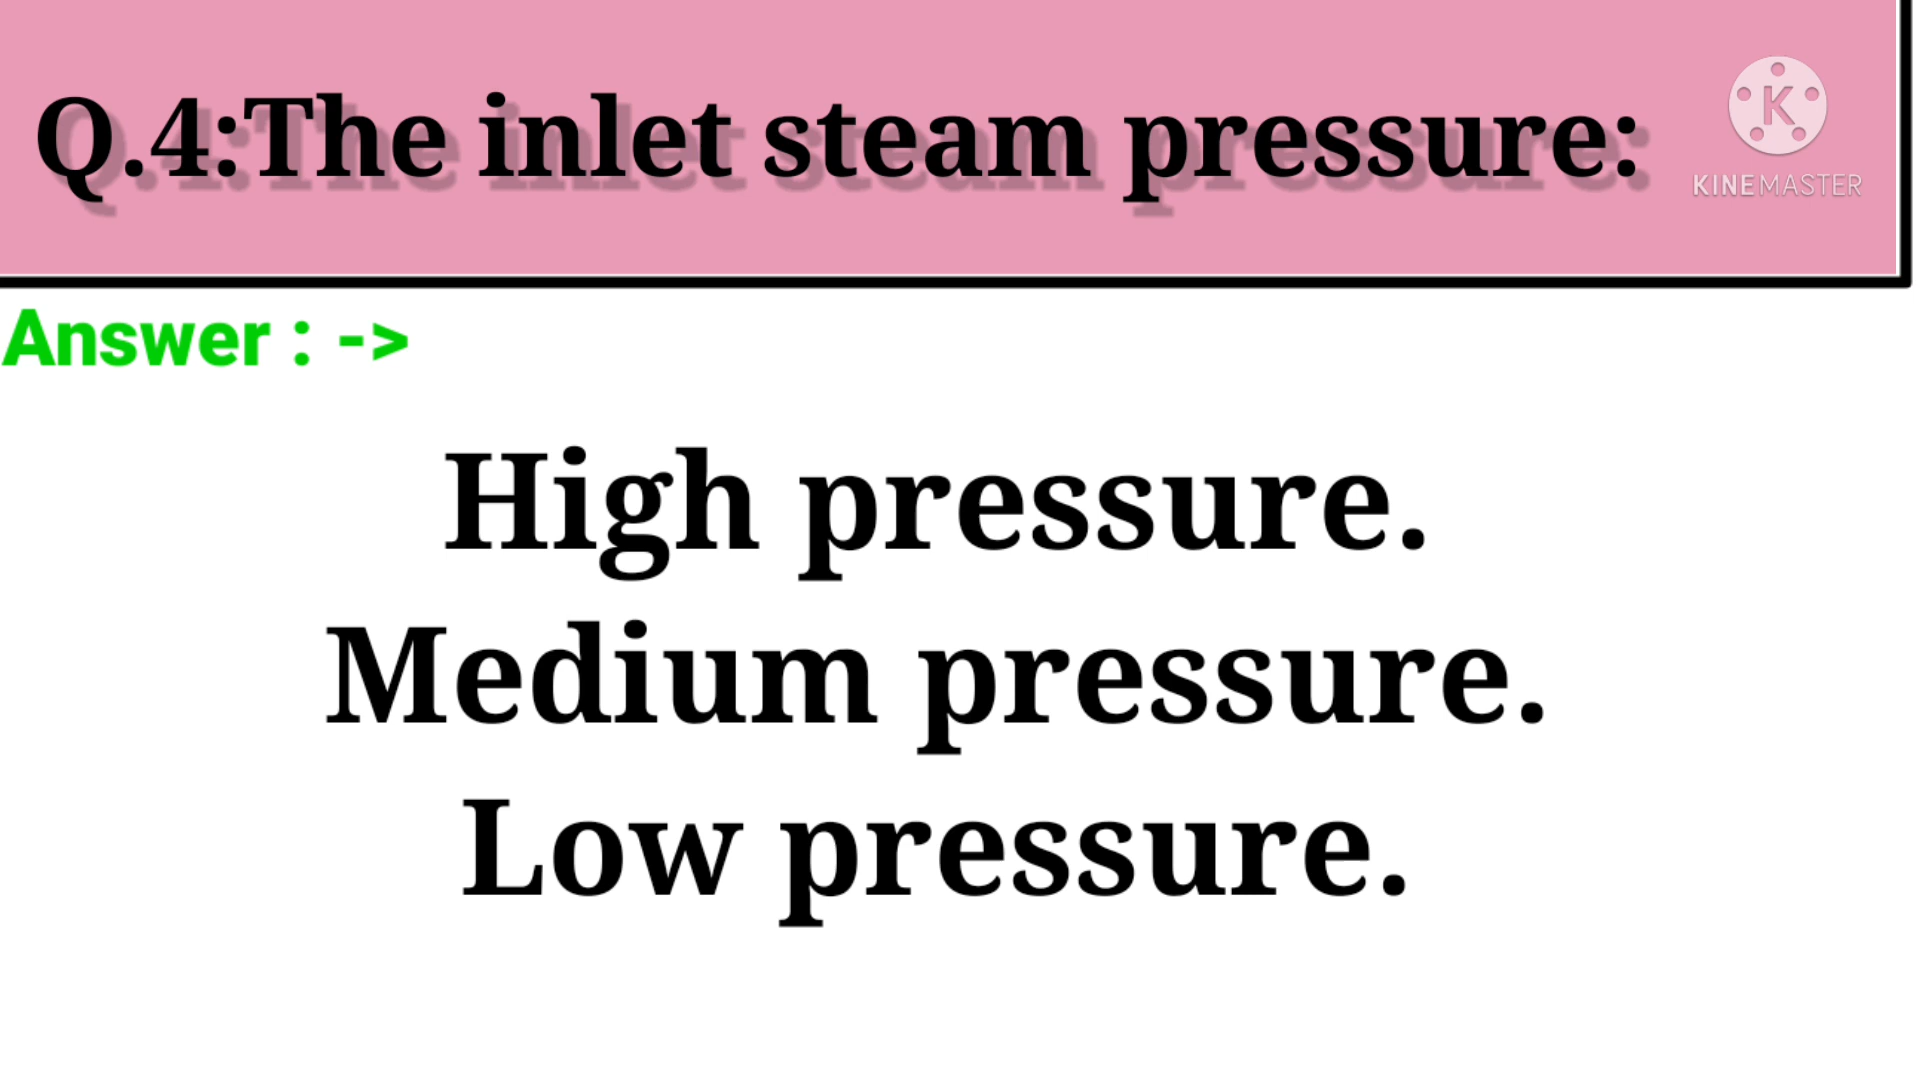 Q.4:The inlet steam pressure:
KINEMASTER
Answer : ->
High pressure.
Medium pressure.
Low pressure.